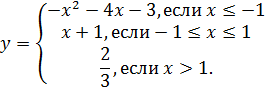 y = { −x² − 4x − 3, если x ≤ −1
x + 1, если − 1 ≤ x ≤ 1
2/3, если x > 1.